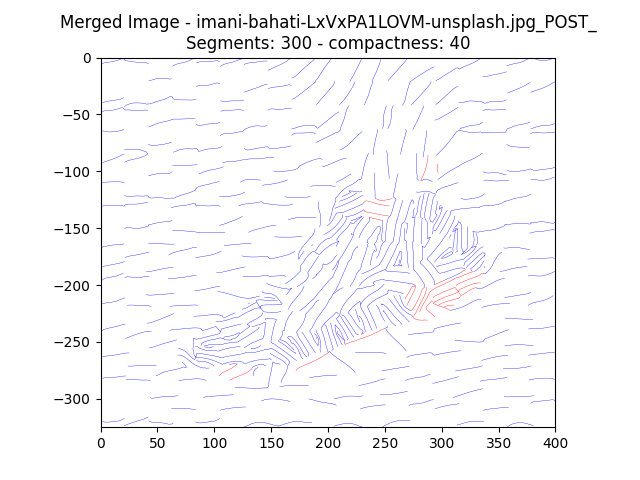 Merged Image - imani-bahati-LxVxPA1LOVM-unsplash.jpg_POST_
Segments: 300 - compactness: 40
0
−50
−100
−150
−200
−250
−300
0 50 100 150 200 250 300 350 400